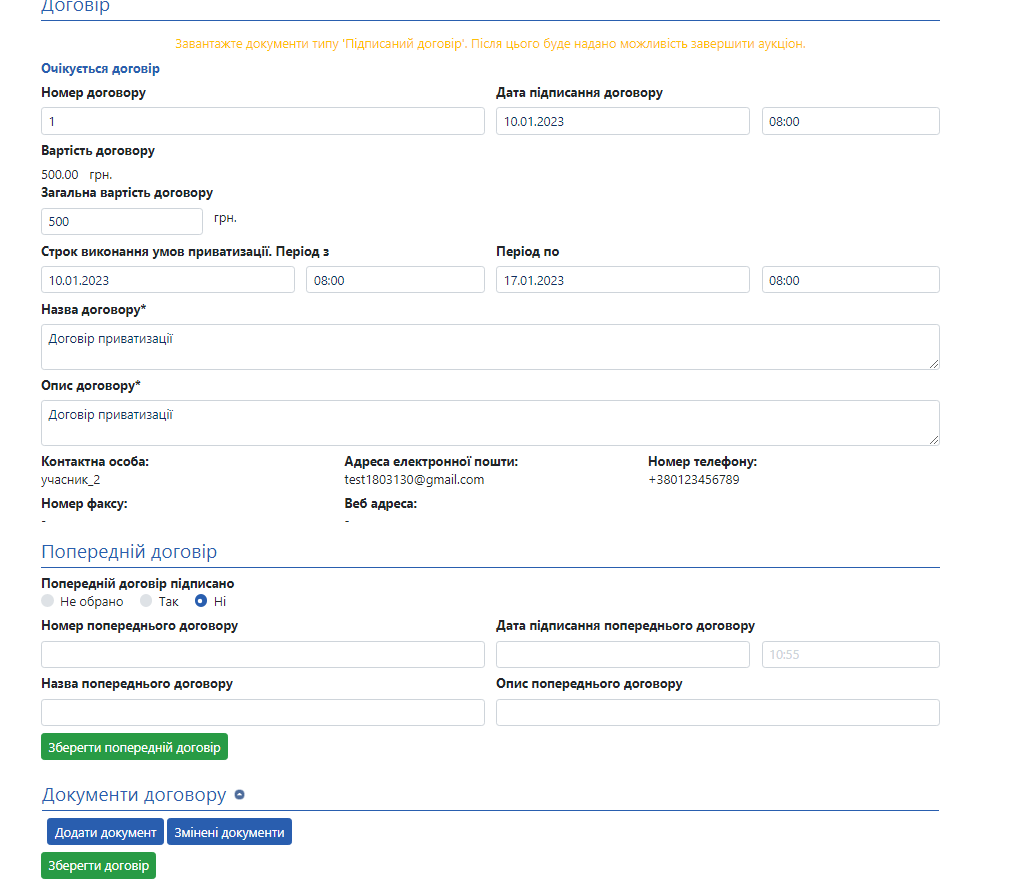 Договір
Завантажте документи типу 'Підписаний договір'. Після цього буде надано можливість завершити аукціон.
Очікується договір
Номер договору Дата підписання договору
1 10.01.2023 08:00
Вартість договору
500.00 грн.
Загальна вартість договору
500 грн.
Строк виконання умов приватизації. Період з Період по
10.01.2023 08:00 17.01.2023 08:00
Назва договору*
Договір приватизації
Опис договору*
Договір приватизації
Контактна особа: Адреса електронної пошти: Номер телефону:
учасник_2 test1803130@gmail.com +380123456789
Номер факсу: Веб адреса:
- -
Попередній договір
Попередній договір підписано
Не обрано Так Ні
Номер попереднього договору Дата підписання попереднього договору
10:55
Назва попереднього договору Опис попереднього договору
Зберегти попередній договір
Документи договору
Додати документ Змінені документи
Зберегти договір